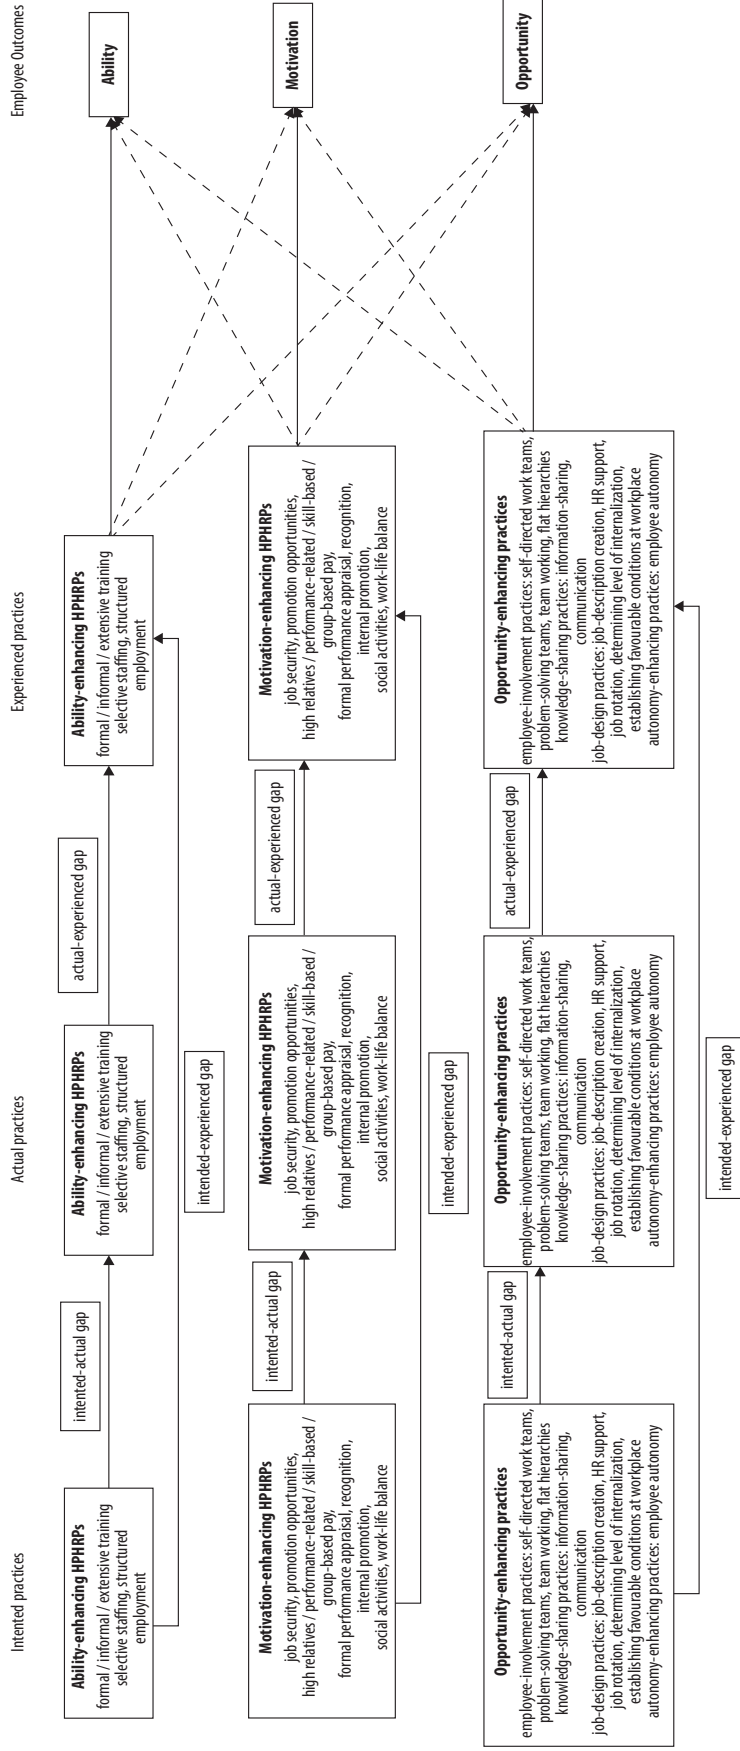 Intented practices
Actual practices
Experienced practices
Employee Outcomes
Ability-enhancing HPHRPs
formal / informal / extensive training
selective staffing, structured
employment
intented-actual gap
Ability-enhancing HPHRPs
formal / informal / extensive training
selective staffing, structured
employment
actual-experienced gap
Ability-enhancing HPHRPs
formal / informal / extensive training
selective staffing, structured
employment
Ability
intended-experienced gap
Motivation-enhancing HPHRPs
job security, promotion opportunities,
high relatives / performance-related / skill-based /
group-based pay,
formal performance appraisal, recognition,
internal promotion,
social activities, work-life balance
intented-actual gap
Motivation-enhancing HPHRPs
job security, promotion opportunities,
high relatives / performance-related / skill-based /
group-based pay,
formal performance appraisal, recognition,
internal promotion,
social activities, work-life balance
actual-experienced gap
Motivation-enhancing HPHRPs
job security, promotion opportunities,
high relatives / performance-related / skill-based /
group-based pay,
formal performance appraisal, recognition,
internal promotion,
social activities, work-life balance
Motivation
intended-experienced gap
Opportunity-enhancing practices
employee-involvement practices: self-directed work teams,
problem-solving teams, team working, flat hierarchies
knowledge-sharing practices: information-sharing,
communication
job-design practices: job-description creation, HR support,
job rotation, determining level of internalization,
establishing favourable conditions at workplace
autonomy-enhancing practices: employee autonomy
intented-actual gap
Opportunity-enhancing practices
employee-involvement practices: self-directed work teams,
problem-solving teams, team working, flat hierarchies
knowledge-sharing practices: information-sharing,
communication
job-design practices: job-description creation, HR support,
job rotation, determining level of internalization,
establishing favourable conditions at workplace
autonomy-enhancing practices: employee autonomy
actual-experienced gap
Opportunity-enhancing practices
employee-involvement practices: self-directed work teams,
problem-solving teams, team working, flat hierarchies
knowledge-sharing practices: information-sharing,
communication
job-design practices: job-description creation, HR support,
job rotation, determining level of internalization,
establishing favourable conditions at workplace
autonomy-enhancing practices: employee autonomy
Opportunity
intended-experienced gap